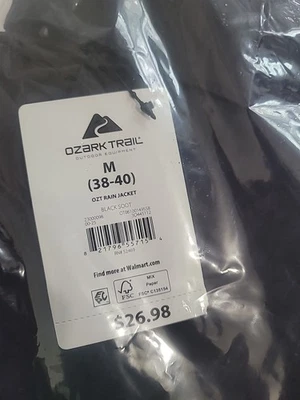 OZARK TRAIL
OUTDOOR EQUIPMENT
M
(38-40)
OZT RAIN JACKET
BLACK SOOT
Find more at Walmart.com
FSC
MIX
Paper
$26.98